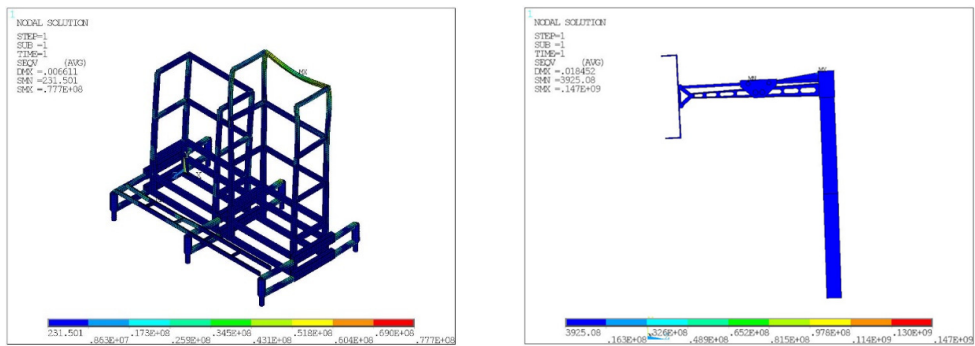 1
NODAL SOLUTION
STEP=1
SUB =1
TIME=1
SEQV (AVG)
DMX =.006611
SMN =231.501
SMX =.777E+08
MX
231.501 .173E+08 .345E+08 .518E+08 .690E+08
.863E+07 .259E+08 .431E+08 .604E+08 .777E+08
1
NODAL SOLUTION
STEP=1
SUB =1
TIME=1
SEQV (AVG)
DMX =.018452
SMN =3925.08
SMX =.147E+09
3925.08 .326E+08 .652E+08 .978E+08 .130E+09
.163E+08 .489E+08 .815E+08 .114E+09 .147E+09